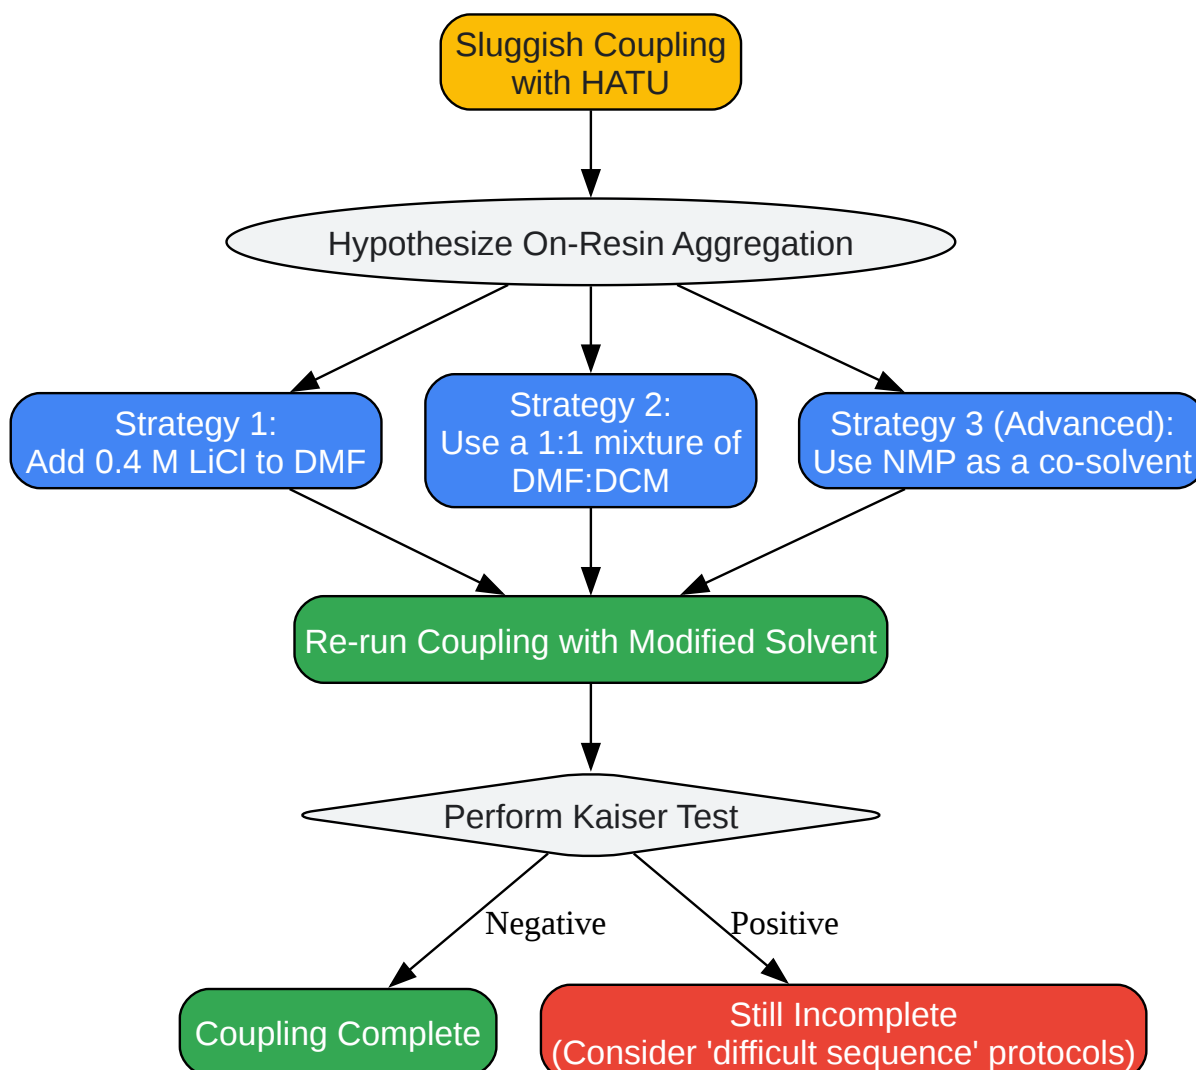 Sluggish Coupling
with HATU
Hypothesize On-Resin Aggregation
Strategy 1:
Add 0.4 M LiCl to DMF
Strategy 2:
Use a 1:1 mixture of
DMF:DCM
Strategy 3 (Advanced):
Use NMP as a co-solvent
Re-run Coupling with Modified Solvent
Perform Kaiser Test
Negative
Positive
Coupling Complete
Still Incomplete
(Consider 'difficult sequence' protocols)